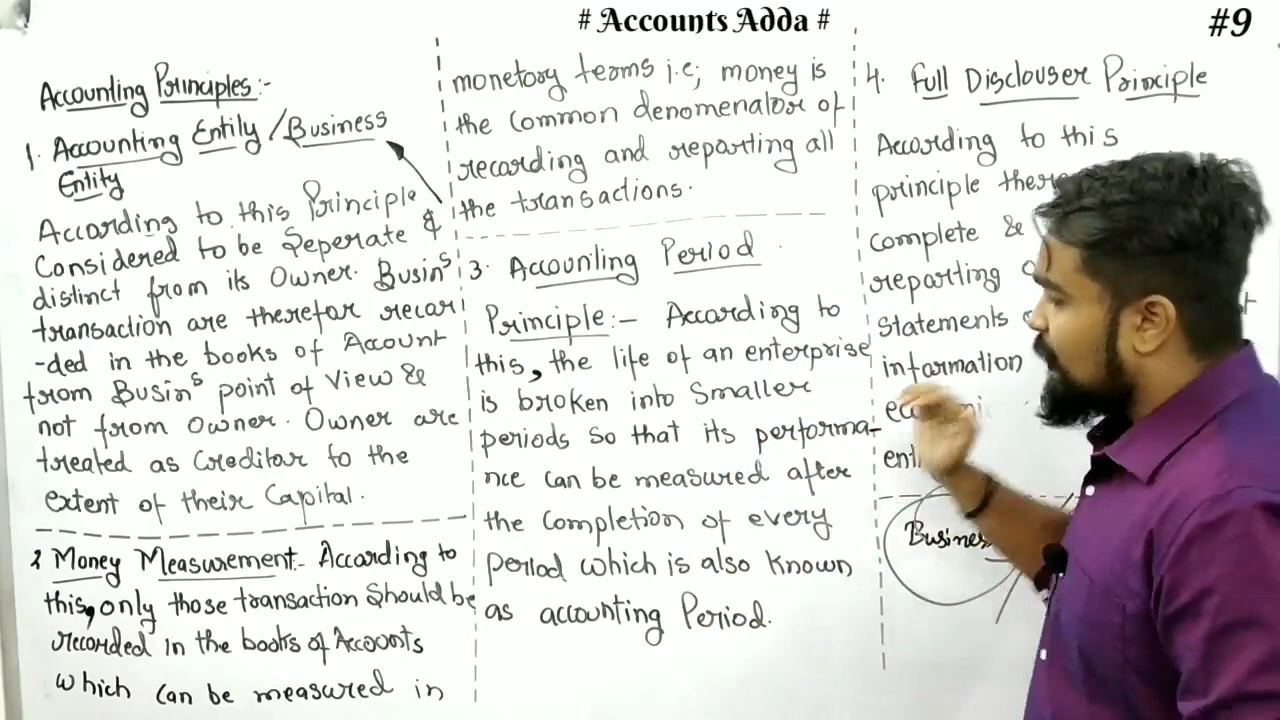 # Accounts Adda #
#9
Accounting Principles:-
1. Accounting Entity / Business
Entity
According to this Principle
Considered to be Seperate &
distinct from its Owner. Busins
transaction are therefor recor
-ded in the books of Account
from Busins point of View &
not from Owner. Owner are
treated as Creditor to the
extent of their Capital.
2 Money Measurement:- According to
this, only those transaction Should be
recorded in the books of Accounts
which can be measured in
monetory terms i.e; money is
the common denomenator of
recording and reporting all
the transactions.
3. Accounting Period
Principle:- According to
this, the life of an enterprise
is broken into Smaller
periods So that its performa-
nce can be measured after
the completion of every
period which is also known
as accounting Period.
4. Full Disclouser Principle
According to this
principle there
complete &
reporting
Statements
information
Business